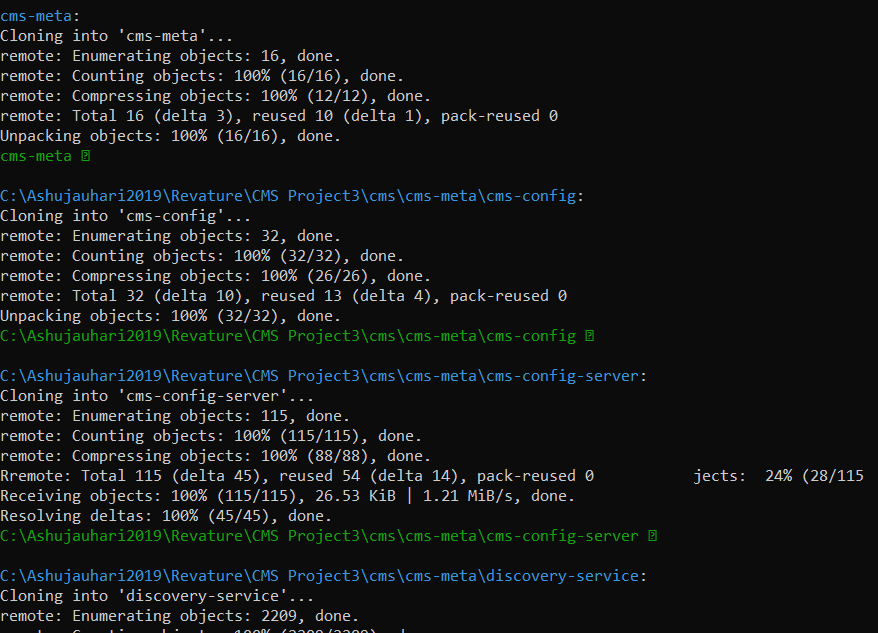 cms-meta:
Cloning into 'cms-meta'...
remote: Enumerating objects: 16, done.
remote: Counting objects: 100% (16/16), done.
remote: Compressing objects: 100% (12/12), done.
remote: Total 16 (delta 3), reused 10 (delta 1), pack-reused 0
Unpacking objects: 100% (16/16), done.
cms-meta ⍰
C:\Ashujauhari2019\Revature\CMS Project3\cms\cms-meta\cms-config:
Cloning into 'cms-config'...
remote: Enumerating objects: 32, done.
remote: Counting objects: 100% (32/32), done.
remote: Compressing objects: 100% (26/26), done.
remote: Total 32 (delta 10), reused 13 (delta 4), pack-reused 0
Unpacking objects: 100% (32/32), done.
C:\Ashujauhari2019\Revature\CMS Project3\cms\cms-meta\cms-config ⍰
C:\Ashujauhari2019\Revature\CMS Project3\cms\cms-meta\cms-config-server:
Cloning into 'cms-config-server'...
remote: Enumerating objects: 115, done.
remote: Counting objects: 100% (115/115), done.
remote: Compressing objects: 100% (88/88), done.
Rremote: Total 115 (delta 45), reused 54 (delta 14), pack-reused 0 jects: 24% (28/115
Receiving objects: 100% (115/115), 26.53 KiB | 1.21 MiB/s, done.
Resolving deltas: 100% (45/45), done.
C:\Ashujauhari2019\Revature\CMS Project3\cms\cms-meta\cms-config-server ⍰
C:\Ashujauhari2019\Revature\CMS Project3\cms\cms-meta\discovery-service:
Cloning into 'discovery-service'...
remote: Enumerating objects: 2209, done.